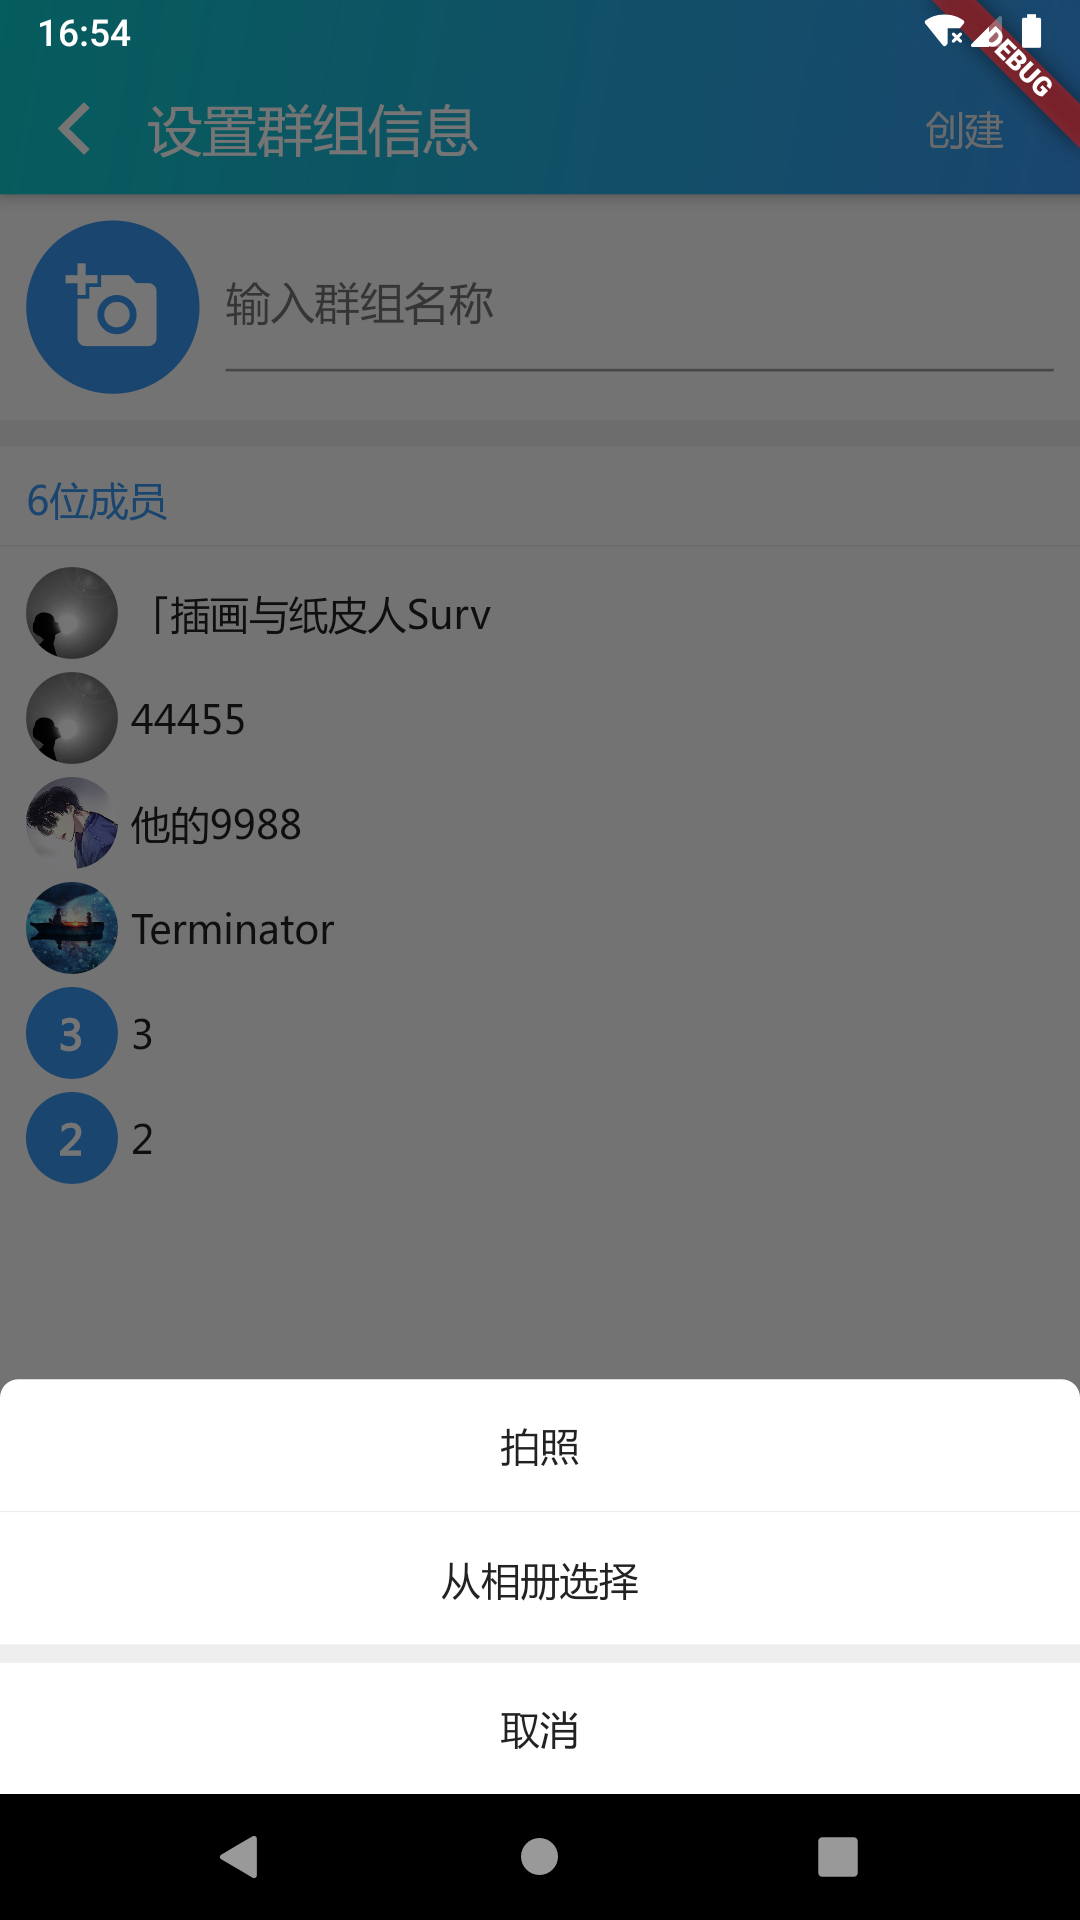 16:54
DEBUG
设置群组信息
创建
输入群组名称
6位成员
「插画与纸皮人Surv
44455
他的9988
Terminator
3 3
2 2
拍照
从相册选择
取消